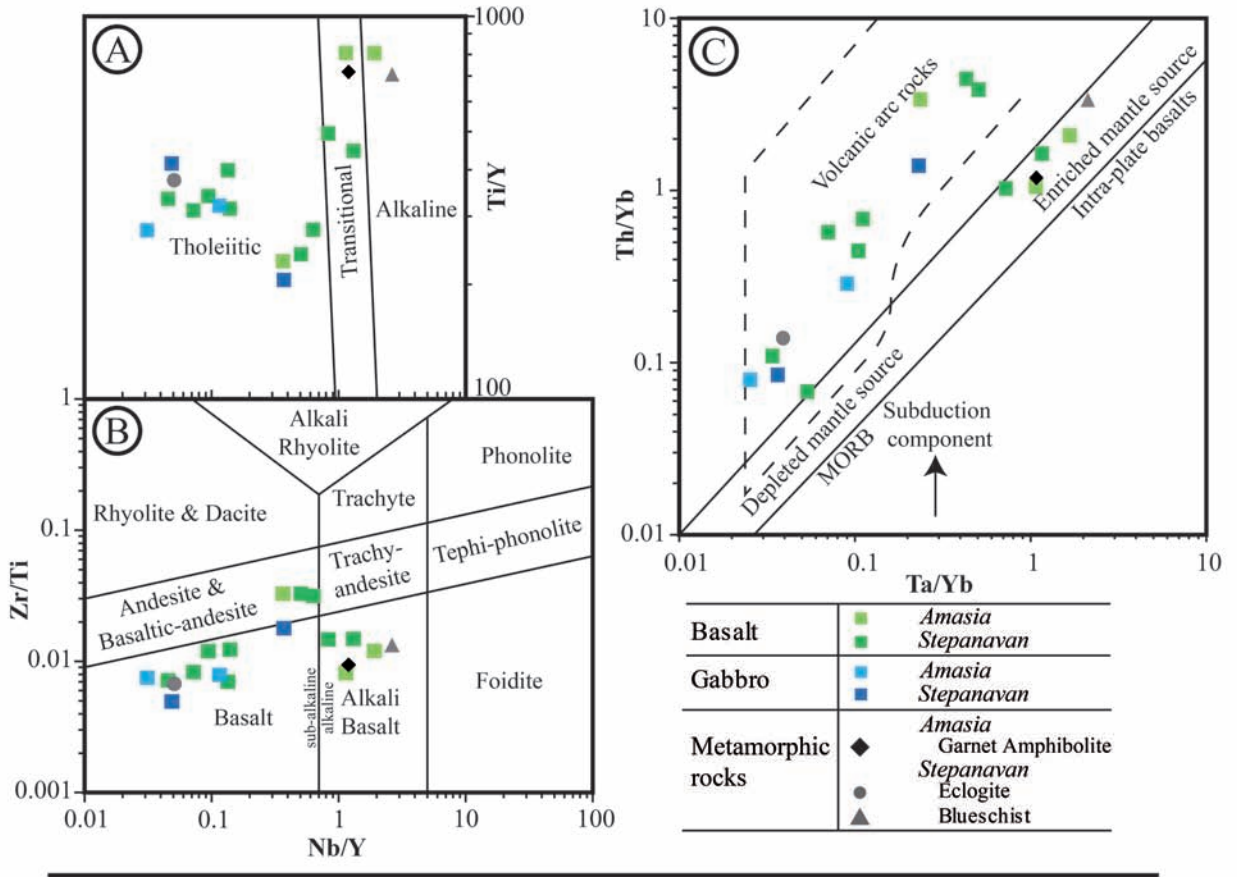 A
1000
Ti/Y
100
Tholeiitic
Transitional
Alkaline
B
1
0.1
0.01
0.001
Zr/Ti
Alkali
Rhyolite
Phonolite
Rhyolite & Dacite
Trachyte
Andesite &
Basaltic-andesite
Trachy-
andesite
Tephi-phonolite
Basalt
sub-alkaline
alkaline
Alkali
Basalt
Foidite
0.01
0.1
1
10
100
Nb/Y
C
10
1
0.1
0.01
Th/Yb
Volcanic arc rocks
Enriched mantle source
Intra-plate basalts
Depleted mantle source
MORB
Subduction
component
0.01
0.1
1
10
Ta/Yb
Basalt
Amasia
Stepanavan
Gabbro
Amasia
Stepanavan
Metamorphic
rocks
Amasia
Garnet Amphibolite
Stepanavan
Eclogite
Blueschist